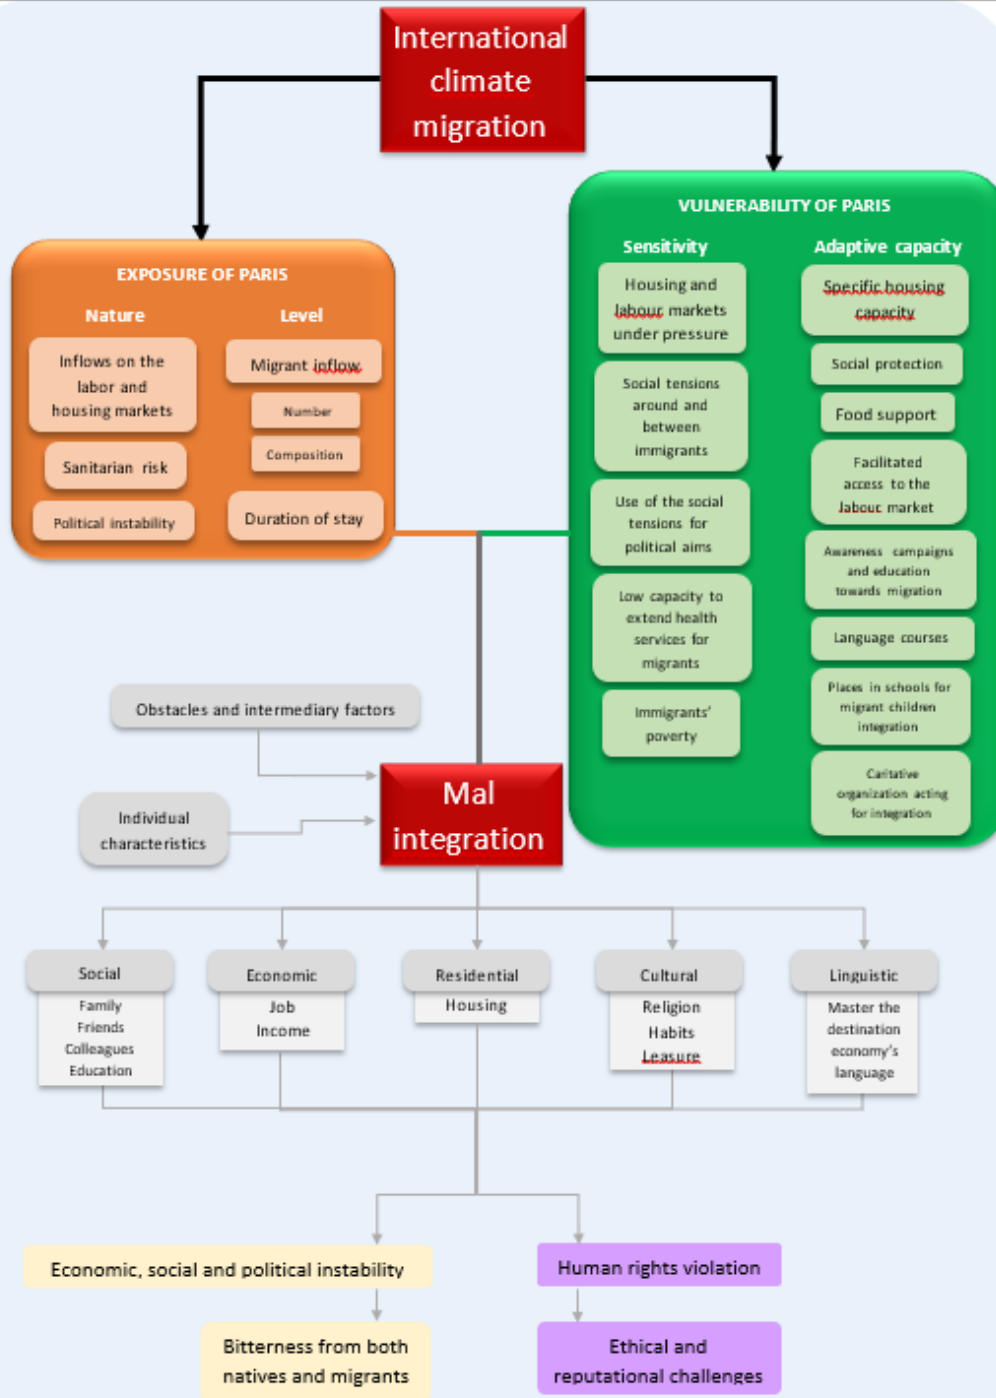 International
climate
migration
EXPOSURE OF PARIS
Nature
Inflows on the
labor and
housing markets
Sanitarian risk
Political instability
Level
Migrant inflow
Number
Composition
Duration of stay
VULNERABILITY OF PARIS
Sensitivity
Housing and
labour markets
under pressure
Social tensions
around and
between
immigrants
Use of the social
tensions for
political aims
Low capacity to
extend health
services for
migrants
Immigrants'
poverty
Adaptive capacity
Specific housing
capacity
Social protection
Food support
Facilitated
access to the
labour market
Awareness campaigns
and education
towards migration
Language courses
Places in schools for
migrant children
integration
Caritative
organization acting
for integration
Obstacles and intermediary factors
Individual
characteristics
Mal
integration
Social
Family
Friends
Colleagues
Education
Economic
Job
Income
Residential
Housing
Cultural
Religion
Habits
Leasure
Linguistic
Master the
destination
economy's
language
Economic, social and political instability
Bitterness from both
natives and migrants
Human rights violation
Ethical and
reputational challenges